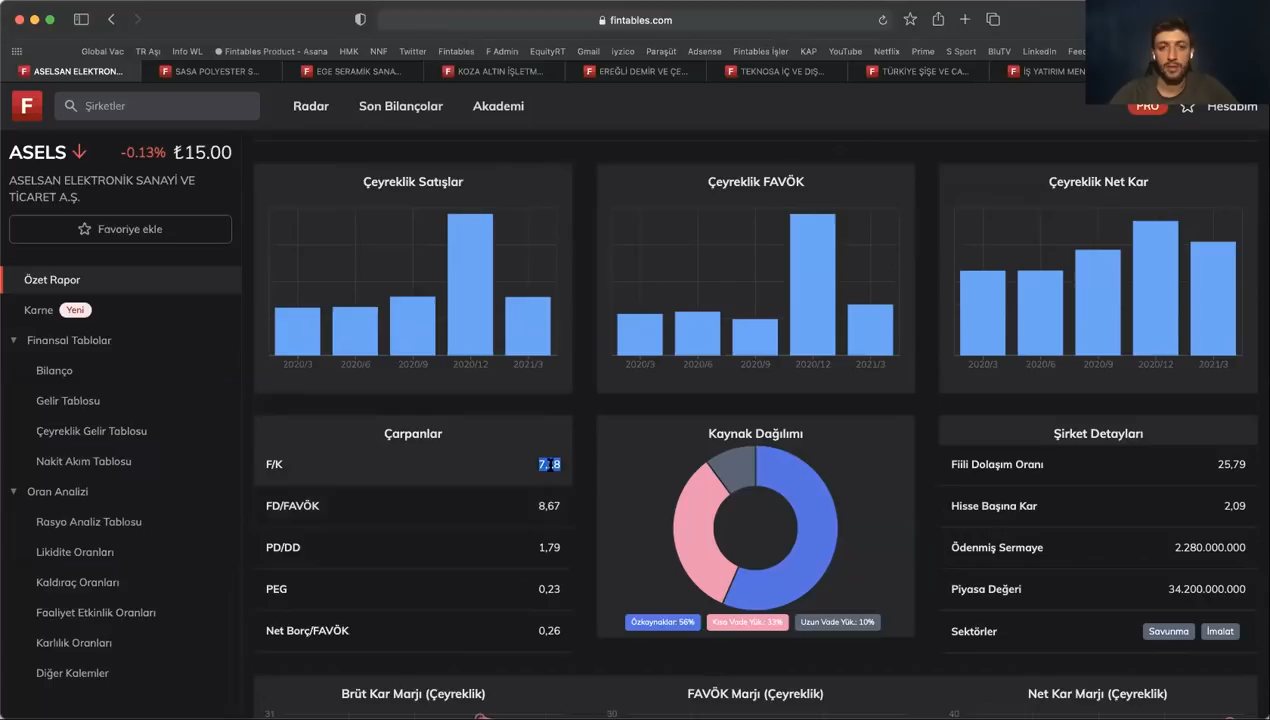 fintables.com
Global Vac
TR Aşı
Info WL
Fintables Product - Asana
HMK
NNF
Twitter
Fintables
F Admin
EquityRT
Gmail
iyzico
Paraşüt
Adsense
Fintables İşler
KAP
YouTube
Netflix
Prime
S Sport
BluTV
LinkedIn
F ASELSAN ELEKTRON...
F SASA POLYESTER S...
F EGE SERAMİK SANA...
F KOZA ALTIN İŞLETM...
F EREĞLİ DEMİR VE ÇE...
F TEKNOSA İÇ VE DIŞ...
F TÜRKİYE ŞİŞE VE CA...
F İŞ YATIRIM MEN
F
Şirketler
Radar
Son Bilançolar
Akademi
PRO
Hesabım
ASELS
-0.13%
₺15.00
ASELSAN ELEKTRONİK SANAYİ VE
TİCARET A.Ş.
Favoriye ekle
Özet Rapor
Karne Yeni
Finansal Tablolar
Bilanço
Gelir Tablosu
Çeyreklik Gelir Tablosu
Nakit Akım Tablosu
Oran Analizi
Rasyo Analiz Tablosu
Likidite Oranları
Kaldıraç Oranları
Faaliyet Etkinlik Oranları
Karlılık Oranları
Diğer Kalemler
Çeyreklik Satışlar
2020/3 2020/6 2020/9 2020/12 2021/3
Çeyreklik FAVÖK
2020/3 2020/6 2020/9 2020/12 2021/3
Çeyreklik Net Kar
2020/3 2020/6 2020/9 2020/12 2021/3
Çarpanlar
F/K
FD/FAVÖK 8,67
PD/DD 1,79
PEG 0,23
Net Borç/FAVÖK 0,26
Kaynak Dağılımı
Özkaynaklar: 56%
Kısa Vade Yük.: 33%
Uzun Vade Yük.: 10%
Şirket Detayları
Fiili Dolaşım Oranı 25,79
Hisse Başına Kar 2,09
Ödenmiş Sermaye 2.280.000.000
Piyasa Değeri 34.200.000.000
Sektörler Savunma İmalat
Brüt Kar Marjı (Çeyreklik)
31
FAVÖK Marjı (Çeyreklik)
30
Net Kar Marjı (Çeyreklik)
40